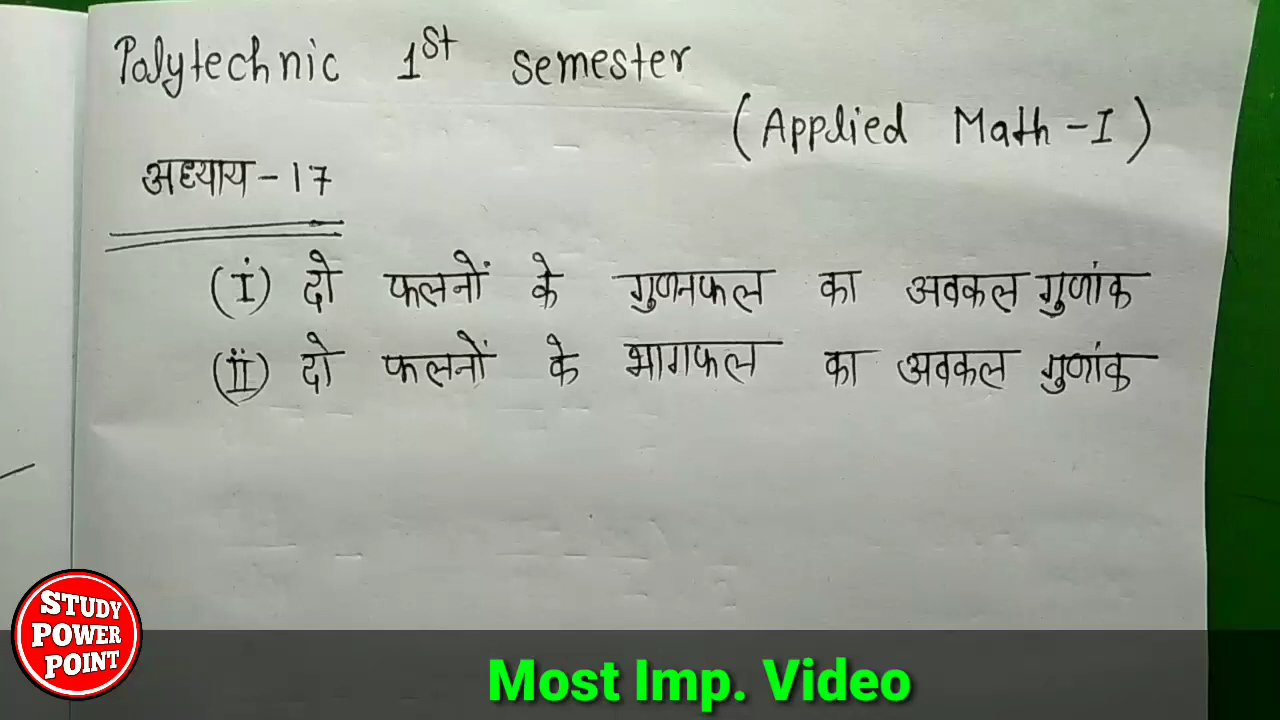 Polytechnic 1st semester
(Applied Math-I)
अध्याय-17
(i) दो फलनों के गुणनफल का अवकल गुणांक
(ii) दो फलनों के भागफल का अवकल गुणांक
STUDY
POWER
POINT
Most Imp. Video